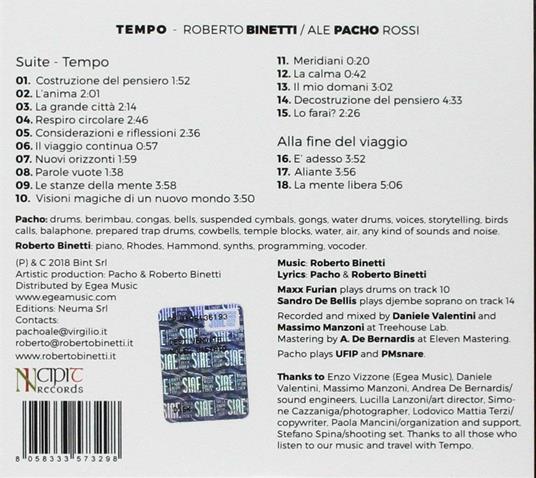 TEMPO - ROBERTO BINETTI / ALE PACHO ROSSI
Suite - Tempo
01. Costruzione del pensiero 1:52
02. L'anima 2:01
03. La grande città 2:14
04. Respiro circolare 2:46
05. Considerazioni e riflessioni 2:36
06. Il viaggio continua 0:57
07. Nuovi orizzonti 1:59
08. Parole vuote 1:38
09. Le stanze della mente 3:58
10. Visioni magiche di un nuovo mondo 3:50
11. Meridiani 0:20
12. La calma 0:42
13. Il mio domani 3:02
14. Decostruzione del pensiero 4:33
15. Lo farai? 2:26
Alla fine del viaggio
16. E' adesso 3:52
17. Aliante 3:56
18. La mente libera 5:06
Pacho: drums, berimbau, congas, bells, suspended cymbals, gongs, water drums, voices, storytelling, birds
calls, balaphone, prepared trap drums, cowbells, temple blocks, water, air, any kind of sounds and noise.
Roberto Binetti: piano, Rhodes, Hammond, synths, programming, vocoder.
(P) & C 2018 Bint Srl
Artistic production: Pacho & Roberto Binetti
Distributed by Egea Music
www.egeamusic.com
Editions: Neuma Srl
Contacts:
pachoale@virgilio.it
roberto@robertobinetti.it
www.robertobinetti.it
NCIPIT
RECORDS
8 058333 573298
SIAE
Music: Roberto Binetti
Lyrics: Pacho & Roberto Binetti
Maxx Furian plays drums on track 10
Sandro De Bellis plays djembe soprano on track 14
Recorded and mixed by Daniele Valentini and
Massimo Manzoni at Treehouse Lab.
Mastering by A. De Bernardis at Eleven Mastering.
Pacho plays UFIP and PMsnare.
Thanks to Enzo Vizzone (Egea Music), Daniele
Valentini, Massimo Manzoni, Andrea De Bernardis/
sound engineers, Lucilla Lanzoni/art director, Simo-
ne Cazzaniga/photographer, Lodovico Mattia Terzi/
copywriter, Paola Mancini/organization and support,
Stefano Spina/shooting set. Thanks to all those who
listen to our music and travel with Tempo.